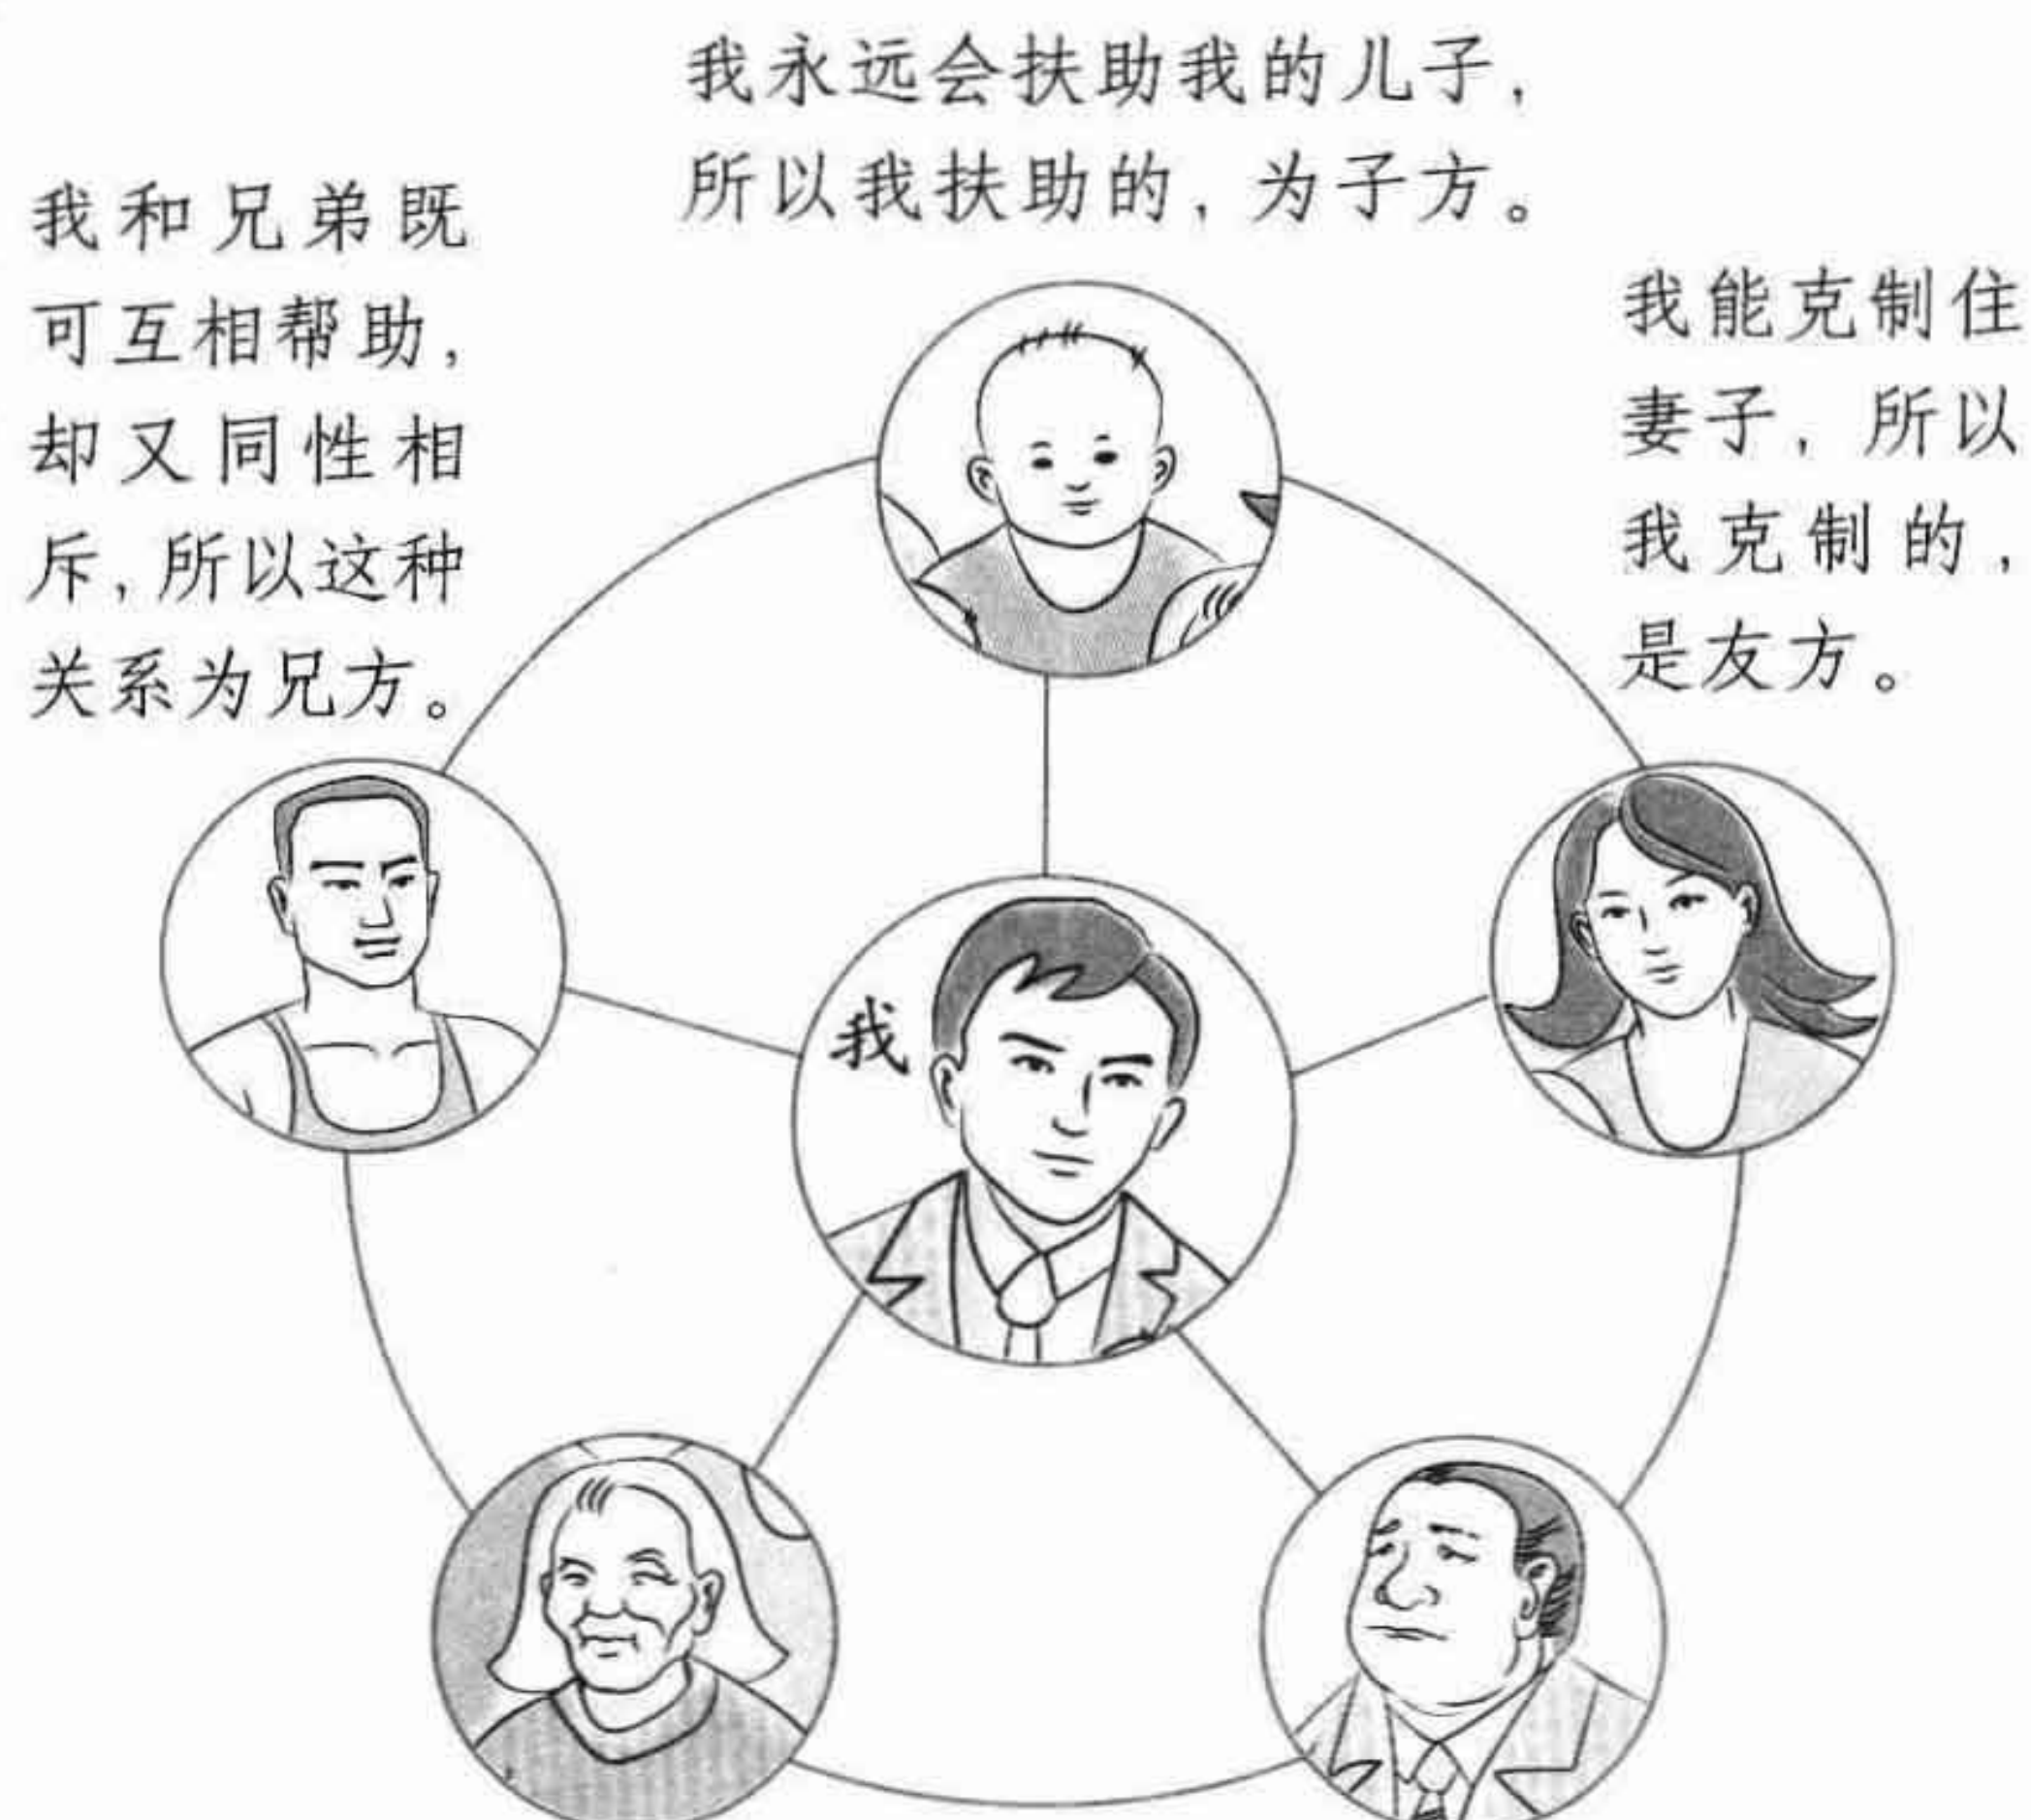 我永远会扶助我的儿子，
所以我扶助的，为子方。
我和兄弟既
可互相帮助，
却又同性相
斥，所以这种
关系为兄方。
我能克制住
妻子，所以
我克制的，
是友方。
我